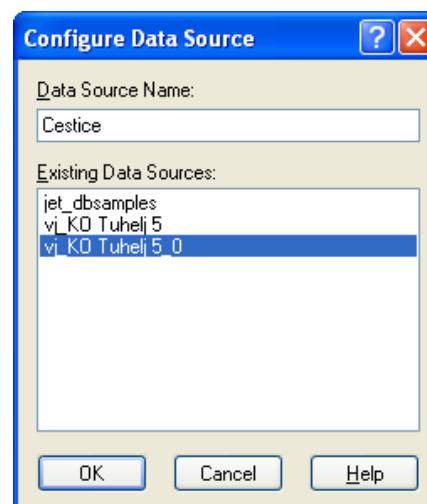 Configure Data Source
Data Source Name:
Cestice
Existing Data Sources:
jet_dbsamples
vj_KO Tuhelj 5
vj_KO Tuhelj 5_0
OK Cancel Help